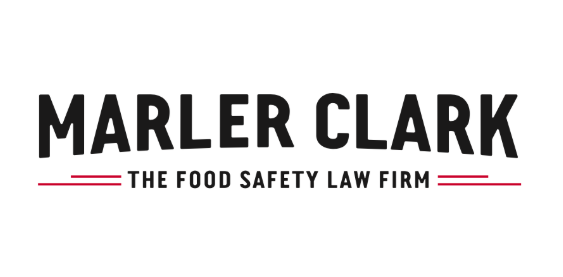 MARLER CLARK
THE FOOD SAFETY LAW FIRM